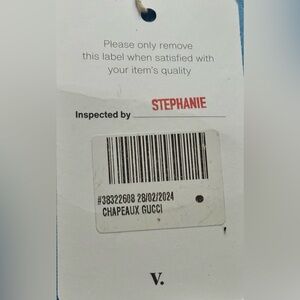 Please only remove
this label when satisfied with
your item's quality
STEPHANIE
Inspected by
#38322608 28/02/2024
CHAPEAUX GUCCI
V.